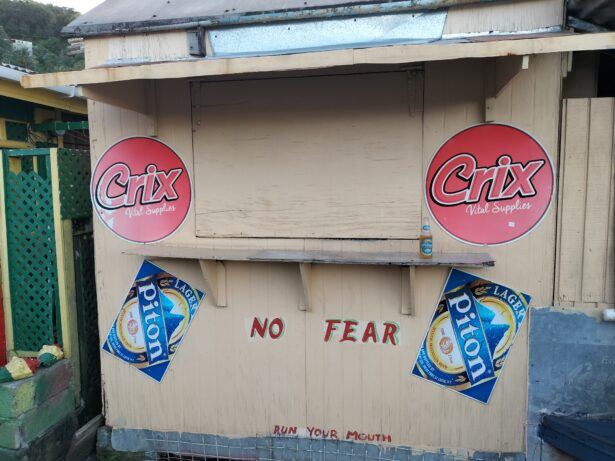 Crix
Vital Supplies
Crix
Vital Supplies
LAGER
Piton
LAGER
Piton
NO FEAR
RUN YOUR MOUTH